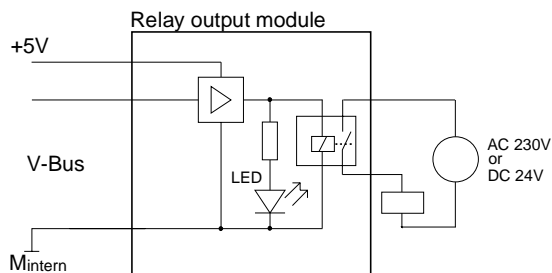 Relay output module
+5V
V-Bus
LED
AC 230V
or
DC 24V
Mintern